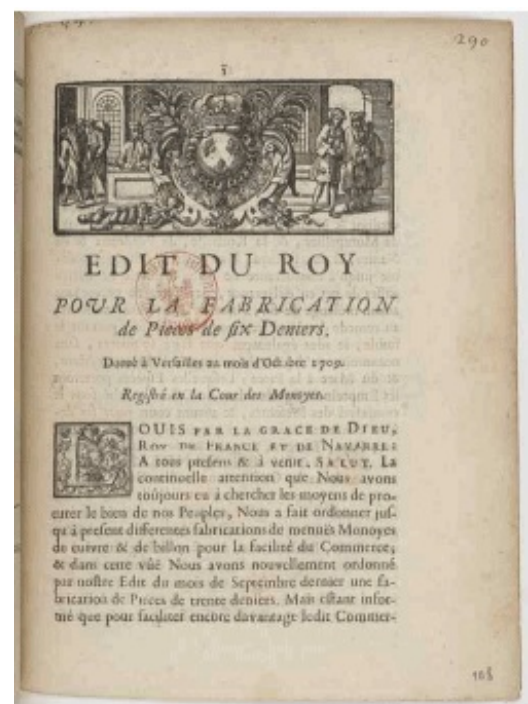 290
EDIT DU ROY
POUR LA FABRICATION
de Pieces de six Deniers.
Donné à Versailles au mois d'Octobre 1709.
Registré en la Cour des Monoyes.
LOUIS PAR LA GRACE DE DIEU,
ROY DE FRANCE ET DE NAVARRE:
A tous presens & à venir, SALUT. La
continuelle attention que Nous avons
toûjours eu à chercher les moyens de pro-
curer le bien de nos Peuples, Nous a fait ordonner jus-
qu'à present differentes fabrications de menuës Monoyes
de cuivre & de billon pour la facilité du Commerce;
& dans cette vûë Nous avons nouvellement ordonné
par nostre Edit du mois de Septembre dernier une fa-
brication de Pieces de trente deniers. Mais estant infor-
mé que pour faciliter encore davantage ledit Commer-